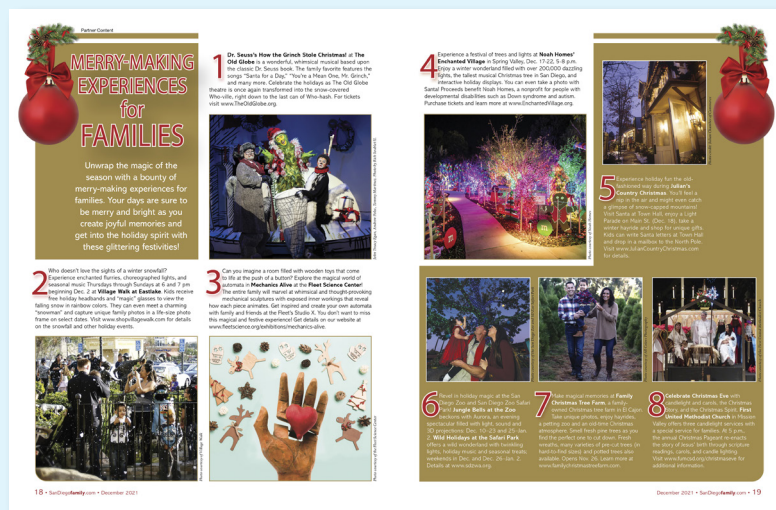 Partner Content
MERRY-MAKING
EXPERIENCES
for
FAMILIES
Unwrap the magic of the
season with a bounty of
merry-making experiences for
families. Your days are sure to
be merry and bright as you
create joyful memories and
get into the holiday spirit with
these glittering festivities!
1
Dr. Seuss's How the Grinch Stole Christmas! at The
Old Globe is a wonderful, whimsical musical based upon
the classic Dr. Seuss book. The family favorite features the
songs "Santa for a Day," "You're a Mean One, Mr. Grinch,"
and many more. Celebrate the holidays as The Old Globe
theatre is once again transformed into the snow-covered
Who-ville, right down to the last can of Who-hash. For tickets
visit www.TheOldGlobe.org.
2
Who doesn't love the sights of a winter snowfall?
Experience enchanted flurries, choreographed lights, and
seasonal music Thursdays through Sundays at 6 and 7 pm
beginning Dec. 2 at Village Walk at Eastlake. Kids receive
free holiday headbands and "magic" glasses to view the
falling snow in rainbow colors. They can even meet a charming
"snowman" and capture unique family photos in a life-size photo
frame on select dates. Visit www.shopvillagewalk.com for details
on the snowfall and other holiday events.
Photo courtesy of Village Walk
3
Can you imagine a room filled with wooden toys that come
to life at the push of a button? Explore the magical world of
automata in Mechanics Alive at the Fleet Science Center!
The entire family will marvel at whimsical and thought-provoking
mechanical sculptures with exposed inner workings that reveal
how each piece animates. Get inspired and create your own automata
with family and friends at the Fleet's Studio X. You don't want to miss
this magical and festive experience! Get details on our website at
www.fleetscience.org/exhibitions/mechanics-alive.
Photo courtesy of the Fleet Science Center
18 • SanDiegoFamily.com • December 2021
4
Experience a festival of trees and lights at Noah Homes'
Enchanted Village in Spring Valley, Dec. 17-22, 5-8 p.m.
Enjoy a winter wonderland filled with over 200,000 dazzling
lights, the tallest musical Christmas tree in San Diego, and
interactive holiday displays. You can even take a photo with
Santa! Proceeds benefit Noah Homes, a nonprofit for people with
developmental disabilities such as Down syndrome and autism.
Purchase tickets and learn more at www.EnchantedVillage.org.
Photo courtesy of Noah Homes
5
Experience holiday for the old-
fashioned way during Julian's
Country Christmas. You'll feel a
nip in the air and might even catch
a glimpse of snow-capped mountains!
Visit Santa at Town Hall, enjoy a Light
Parade on Main St. (Dec. 18), take a
winter hayride and shop for unique gifts.
Kids can write Santa letters at Town Hall
and drop in a mailbox to the North Pole.
Visit www.JulianCountryChristmas.com
for details.
6
Revel in holiday magic at the San
Diego Zoo and San Diego Zoo Safari
Park! Jungle Bells at the Zoo
beckons with Aurora, an evening
spectacular filled with light, sound and
3D projections: Dec. 10-23 and 25-Jan.
2. Wild Holidays at the Safari Park
offers a wild wonderland with twinkling
lights, holiday music and seasonal treats:
weekends in Dec. and Dec. 26-Jan. 2.
Details at www.sdzwa.org.
7
Make magical memories at Family
Christmas Tree Farm, a family-
owned Christmas tree farm in El Cajon.
Take unique photos, enjoy hayrides,
a petting zoo and an old-time Christmas
atmosphere. Smell fresh pine trees as you
find the perfect one to cut down. Fresh
wreaths, many varieties of pre-cut trees (in
hard-to-find sizes) and potted trees also
available. Opens Nov. 26. Learn more at
www.familychristmastreefarm.com.
8
Celebrate Christmas Eve with
candlelight and carols, the Christmas
Story, and the Christmas Spirit. First
United Methodist Church in Mission
Valley offers three candlelight services with
a special service for families. At 5 p.m.,
the annual Christmas Pageant re-enacts
the story of Jesus' birth through scripture
readings, carols, and candle lighting.
Visit www.fumcsd.org/christmaseve for
additional information.
December 2021 • SanDiegoFamily.com • 19